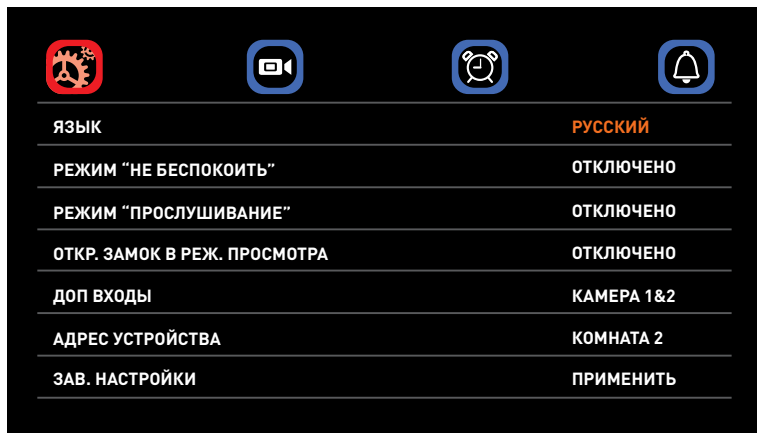 ЯЗЫК РУССКИЙ
РЕЖИМ “НЕ БЕСПОКОИТЬ” ОТКЛЮЧЕНО
РЕЖИМ “ПРОСЛУШИВАНИЕ” ОТКЛЮЧЕНО
ОТКР. ЗАМОК В РЕЖ. ПРОСМОТРА ОТКЛЮЧЕНО
ДОП ВХОДЫ КАМЕРА 1&2
АДРЕС УСТРОЙСТВА КОМНАТА 2
ЗАВ. НАСТРОЙКИ ПРИМЕНИТЬ